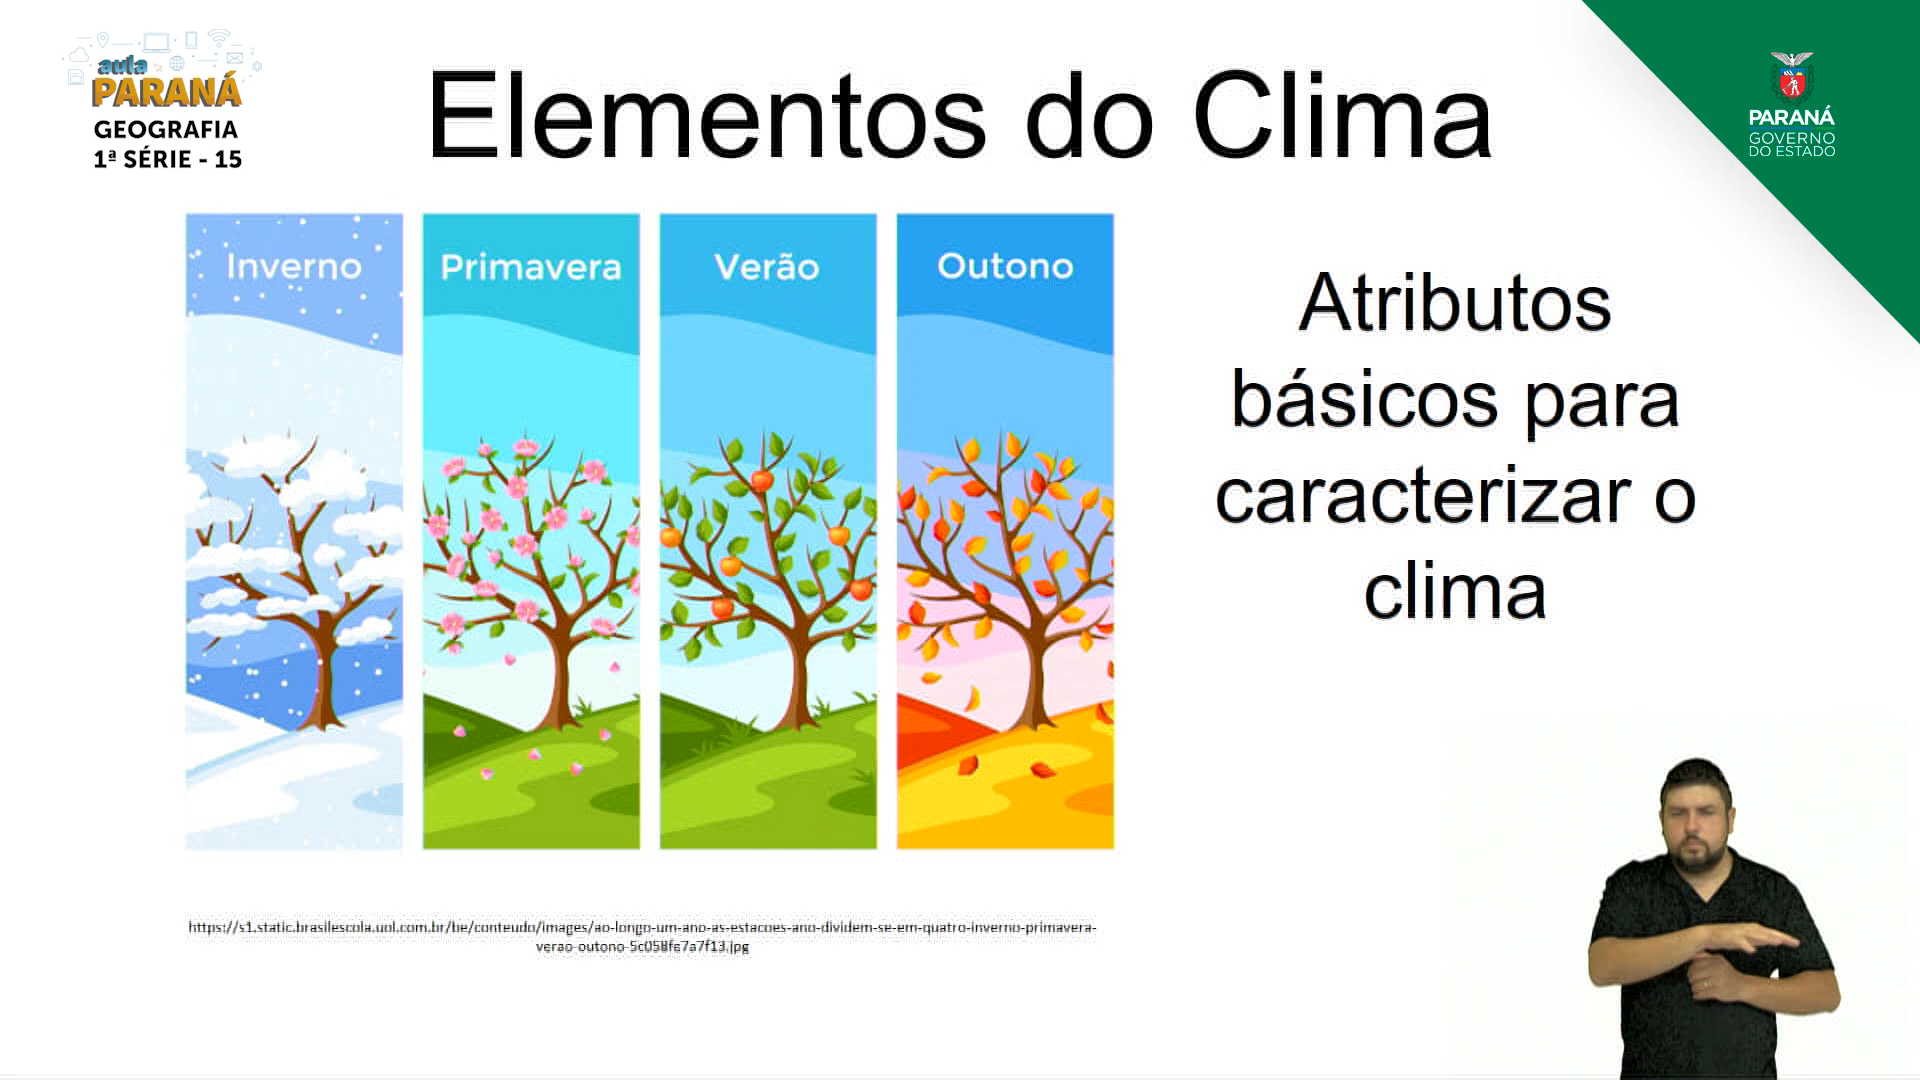 aula
PARANÁ
GEOGRAFIA
1ª SÉRIE - 15
Elementos do Clima
PARANÁ
GOVERNO
DO ESTADO
Inverno
Primavera
Verão
Outono
Atributos
básicos para
caracterizar o
clima
https://s1.static.brasilescola.uol.com.br/be/conteudo/images/ao-longo-um-ano-as-estacoes-ano-dividem-se-em-quatro-inverno-primavera-
verao-outono-5c058fe7a7f13.jpg